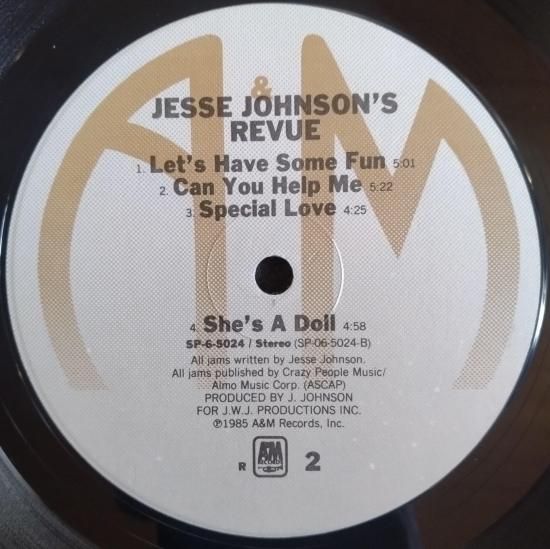 A&M
JESSE JOHNSON'S
REVUE
1. Let's Have Some Fun 5:01
2. Can You Help Me 5:22
3. Special Love 4:25
4. She's A Doll 4:58
SP-6-5024 / Stereo (SP-06-5024-B)
All jams written by Jesse Johnson.
All jams published by Crazy People Music/
Almo Music Corp. (ASCAP)
PRODUCED BY J. JOHNSON
FOR J.W.J. PRODUCTIONS INC.
℗1985 A&M Records, Inc.
R A&M RECORDS 2